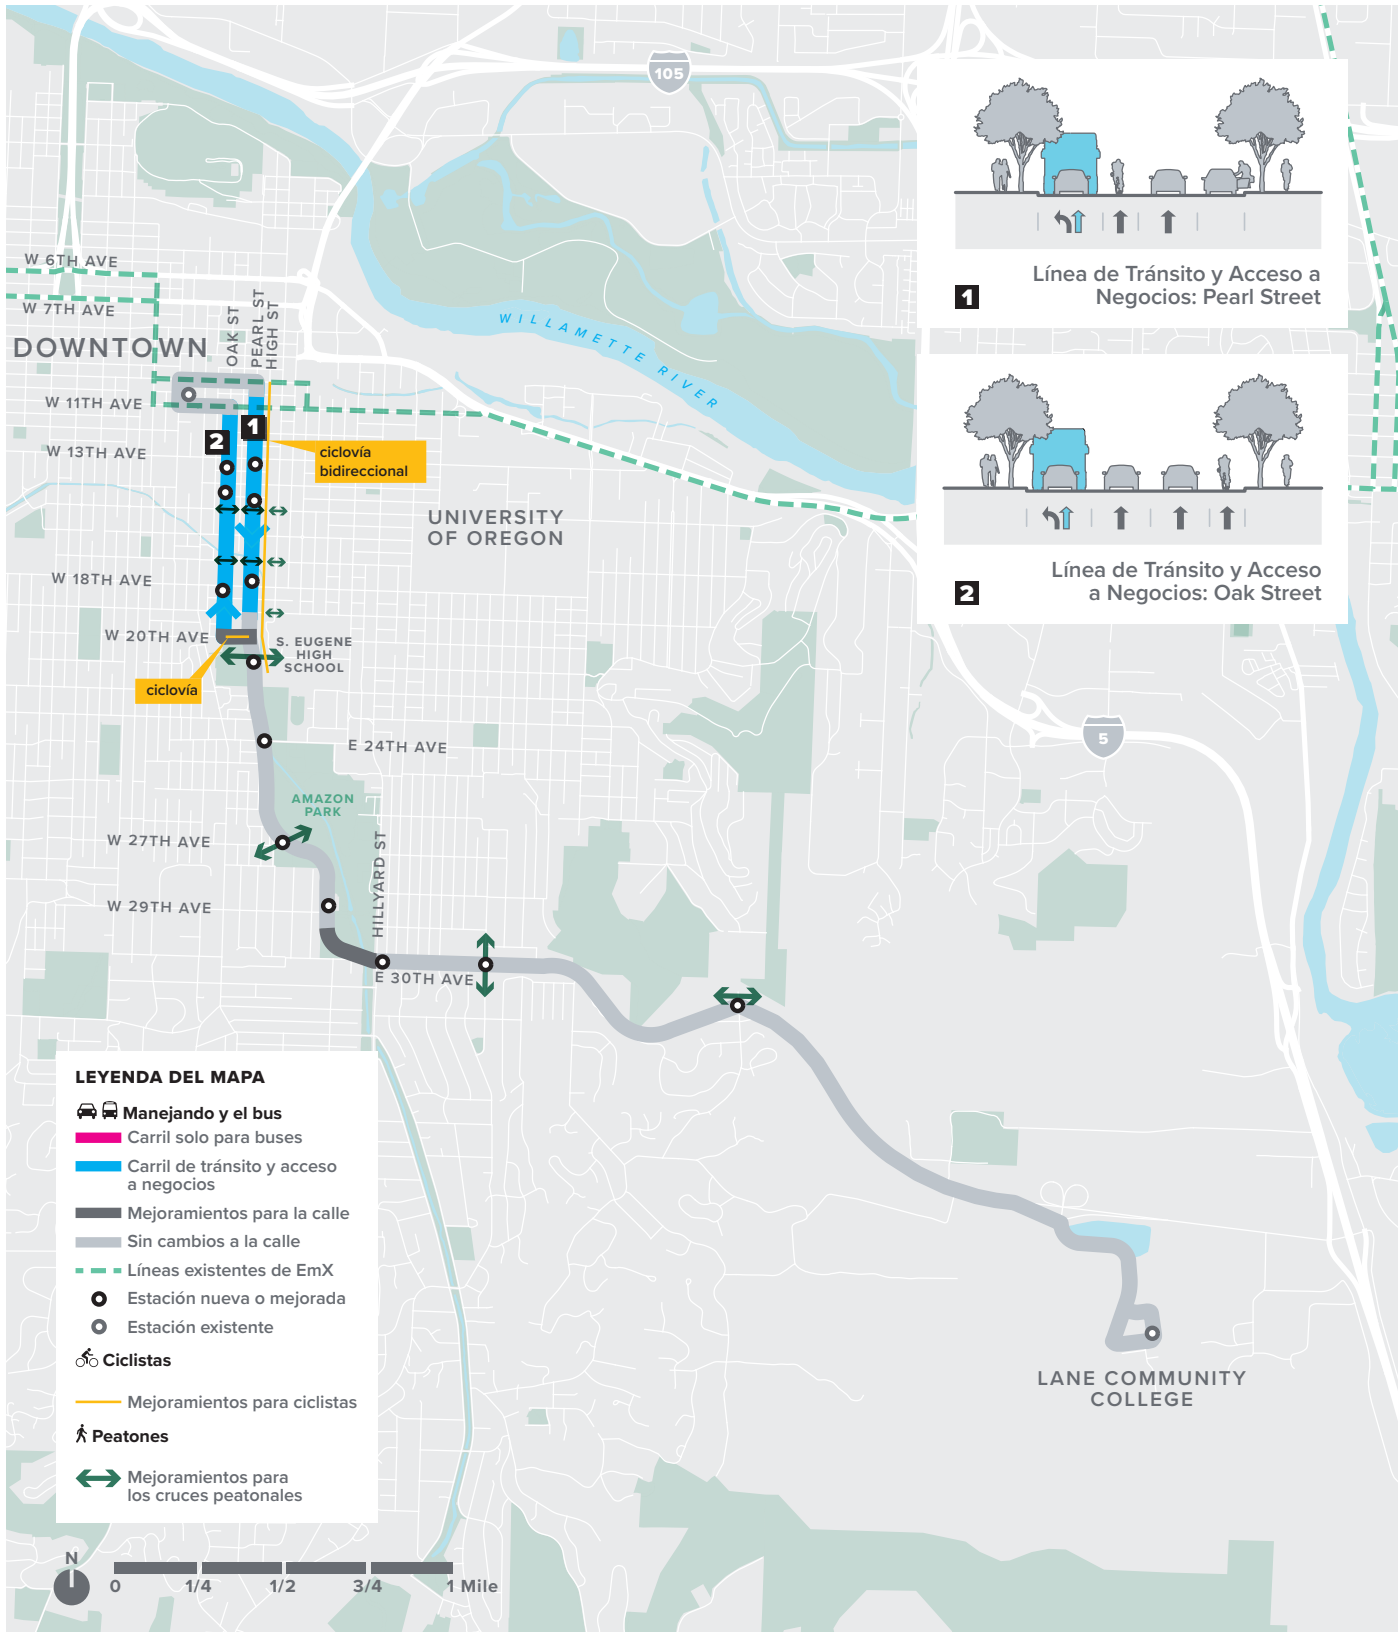 105
1
Línea de Tránsito y Acceso a
Negocios: Pearl Street
2
Línea de Tránsito y Acceso
a Negocios: Oak Street
W 6TH AVE
W 7TH AVE
DOWNTOWN
OAK ST
PEARL ST
HIGH ST
WILLAMETTE RIVER
W 11TH AVE
1
2
W 13TH AVE
ciclovía
bidireccional
UNIVERSITY
OF OREGON
W 18TH AVE
W 20TH AVE
S. EUGENE
HIGH
SCHOOL
ciclovía
5
E 24TH AVE
AMAZON
PARK
W 27TH AVE
HILLYARD ST
W 29TH AVE
E 30TH AVE
LANE COMMUNITY
COLLEGE
LEYENDA DEL MAPA
Manejando y el bus
Carril solo para buses
Carril de tránsito y acceso
a negocios
Mejoramientos para la calle
Sin cambios a la calle
Líneas existentes de EmX
Estación nueva o mejorada
Estación existente
Ciclistas
Mejoramientos para ciclistas
Peatones
Mejoramientos para
los cruces peatonales
N
0 1/4 1/2 3/4 1 Mile